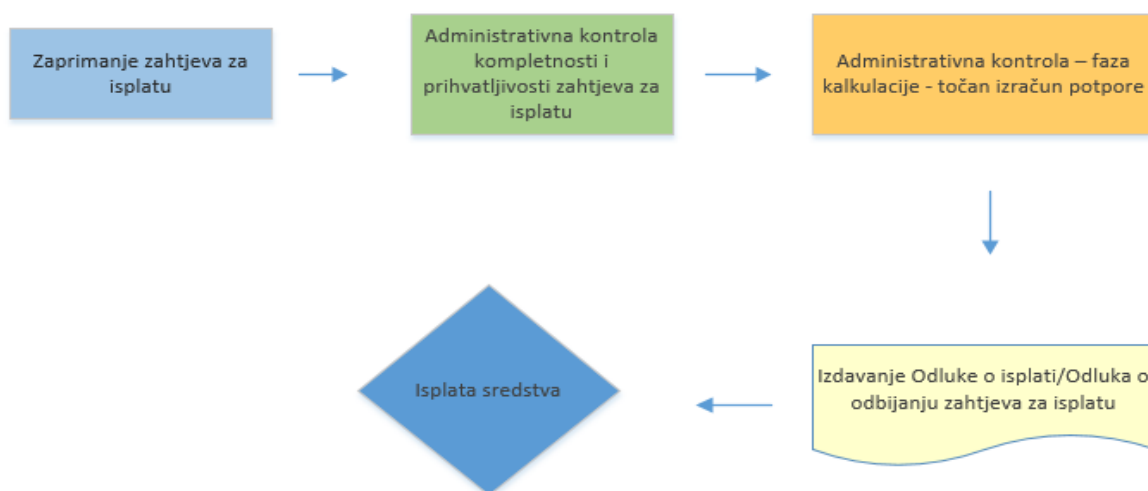 Zaprimanje zahtjeva za
isplatu
Administrativna kontrola
kompletnosti i
prihvatljivosti zahtjeva za
isplatu
Administrativna kontrola – faza
kalkulacije - točan izračun potpore
Izdavanje Odluke o isplati/Odluka o
odbijanju zahtjeva za isplatu
Isplata sredstva